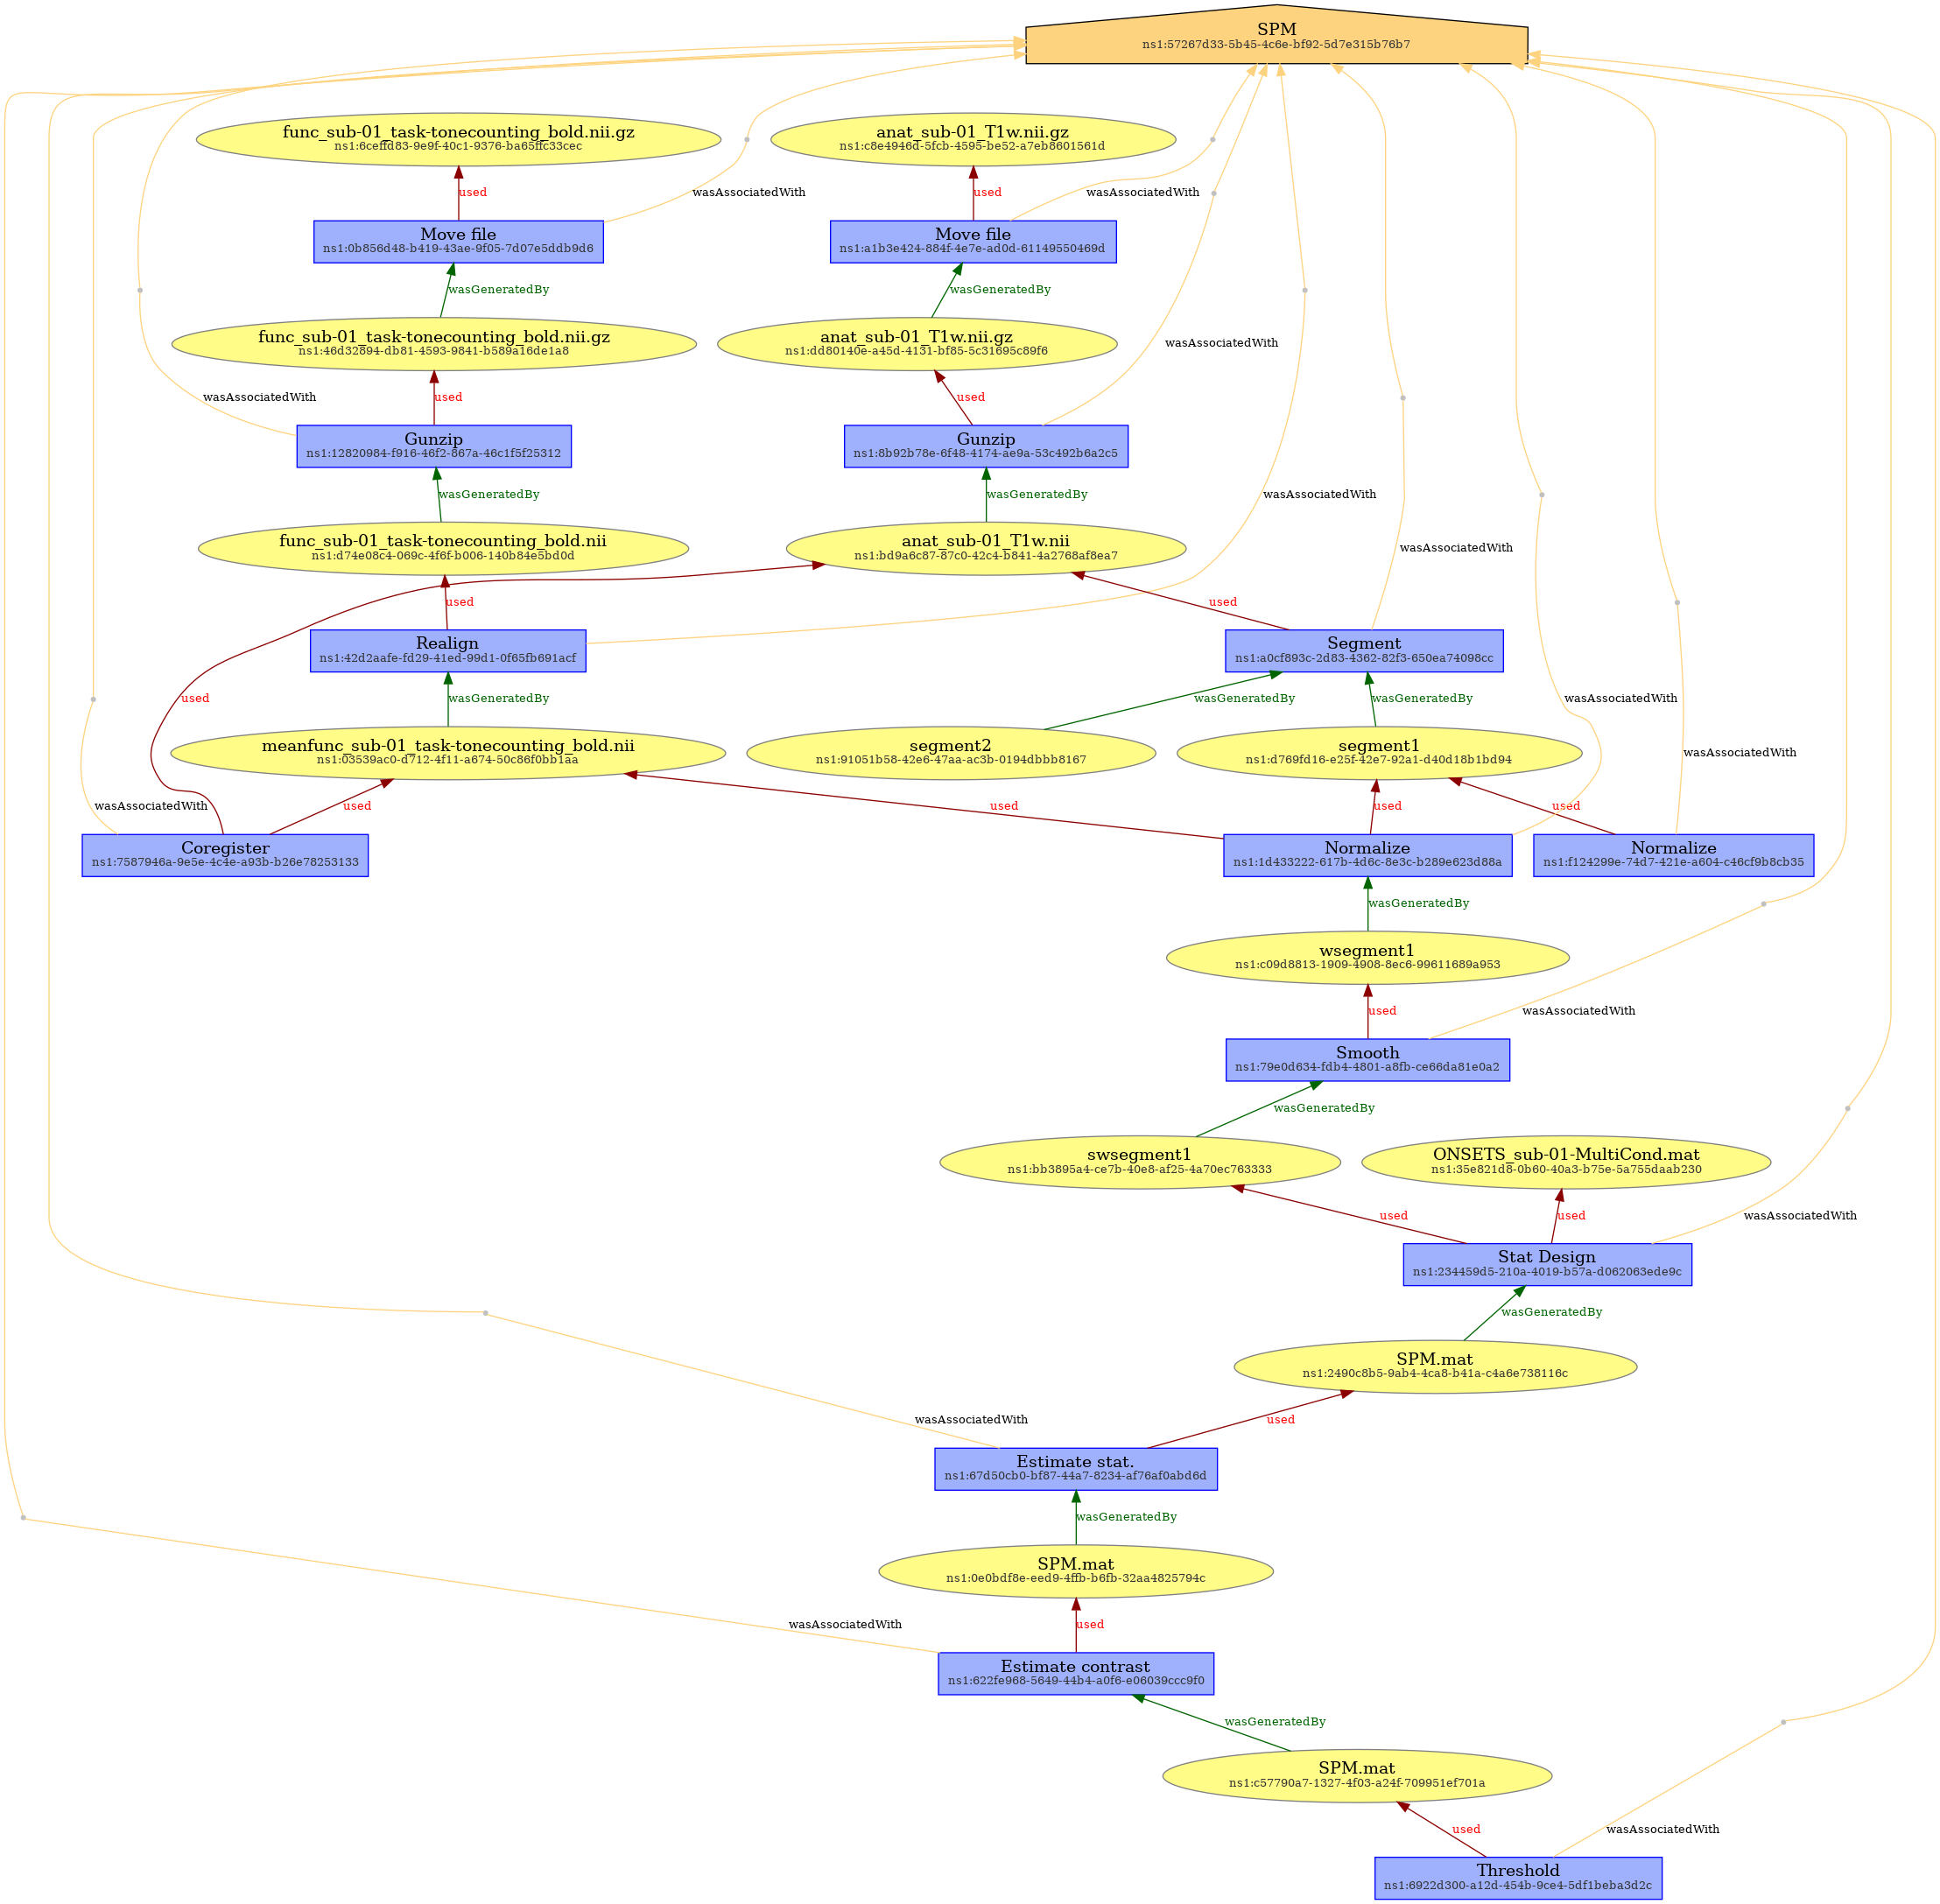 SPM
ns1:57267d33-5b45-4c6e-bf92-5d7e315b76b7
func_sub-01_task-tonecounting_bold.nii.gz
ns1:6ceffd83-9e9f-40c1-9376-ba65ffc33cec
anat_sub-01_T1w.nii.gz
ns1:c8e4946d-5fcb-4595-be52-a7eb8601561d
used
wasAssociatedWith
used
wasAssociatedWith
Move file
ns1:0b856d48-b419-43ae-9f05-7d07e5ddb9d6
Move file
ns1:a1b3e424-884f-4e7e-ad0d-61149550469d
wasGeneratedBy
wasGeneratedBy
func_sub-01_task-tonecounting_bold.nii.gz
ns1:46d32894-db81-4593-9841-b589a16de1a8
anat_sub-01_T1w.nii.gz
ns1:dd80140e-a45d-4131-bf85-5c31695c89f6
wasAssociatedWith
wasAssociatedWith
used
used
Gunzip
ns1:12820984-f916-46f2-867a-46c1f5f25312
Gunzip
ns1:8b92b78e-6f48-4174-ae9a-53c492b6a2c5
wasGeneratedBy
wasGeneratedBy
wasAssociatedWith
func_sub-01_task-tonecounting_bold.nii
ns1:d74e08c4-069c-4f6f-b006-140b84e5bd0d
anat_sub-01_T1w.nii
ns1:bd9a6c87-87c0-42c4-b841-4a2768af8ea7
wasAssociatedWith
used
used
Realign
ns1:42d2aafe-fd29-41ed-99d1-0f65fb691acf
Segment
ns1:a0cf893c-2d83-4362-82f3-650ea74098cc
used
wasGeneratedBy
wasGeneratedBy
wasGeneratedBy
wasAssociatedWith
meanfunc_sub-01_task-tonecounting_bold.nii
ns1:03539ac0-d712-4f11-a674-50c86f0bb1aa
segment2
ns1:91051b58-42e6-47aa-ac3b-0194dbbb8167
segment1
ns1:d769fd16-e25f-42e7-92a1-d40d18b1bd94
wasAssociatedWith
wasAssociatedWith
used
used
used
used
Coregister
ns1:7587946a-9e5e-4c4e-a93b-b26e78253133
Normalize
ns1:1d433222-617b-4d6c-8e3c-b289e623d88a
Normalize
ns1:f124299e-74d7-421e-a604-c46cf9b8cb35
wasGeneratedBy
wsegment1
ns1:c09d8813-1909-4908-8ec6-99611689a953
used
wasAssociatedWith
Smooth
ns1:79e0d634-fdb4-4801-a8fb-ce66da81e0a2
wasGeneratedBy
swsegment1
ns1:bb3895a4-ce7b-40e8-af25-4a70ec763333
ONSETS_sub-01-MultiCond.mat
ns1:35e821d8-0b60-40a3-b75e-5a755daab230
used
used
wasAssociatedWith
Stat Design
ns1:234459d5-210a-4019-b57a-d062063ede9c
wasGeneratedBy
SPM.mat
ns1:2490c8b5-9ab4-4ca8-b41a-c4a6e738116c
wasAssociatedWith
used
Estimate stat.
ns1:67d50cb0-bf87-44a7-8234-af76af0abd6d
wasGeneratedBy
SPM.mat
ns1:0e0bdf8e-eed9-4ffb-b6fb-32aa4825794c
wasAssociatedWith
used
Estimate contrast
ns1:622fe968-5649-44b4-a0f6-e06039ccc9f0
wasGeneratedBy
SPM.mat
ns1:c57790a7-1327-4f03-a24f-709951ef701a
used
wasAssociatedWith
Threshold
ns1:6922d300-a12d-454b-9ce4-5df1beba3d2c